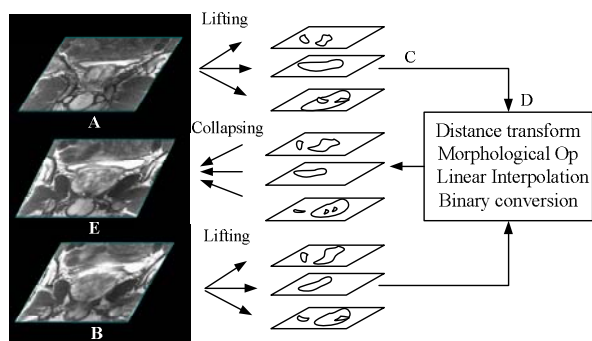 Lifting
C
A
D
Collapsing
Distance transform
Morphological Op
Linear Interpolation
Binary conversion
E
Lifting
B